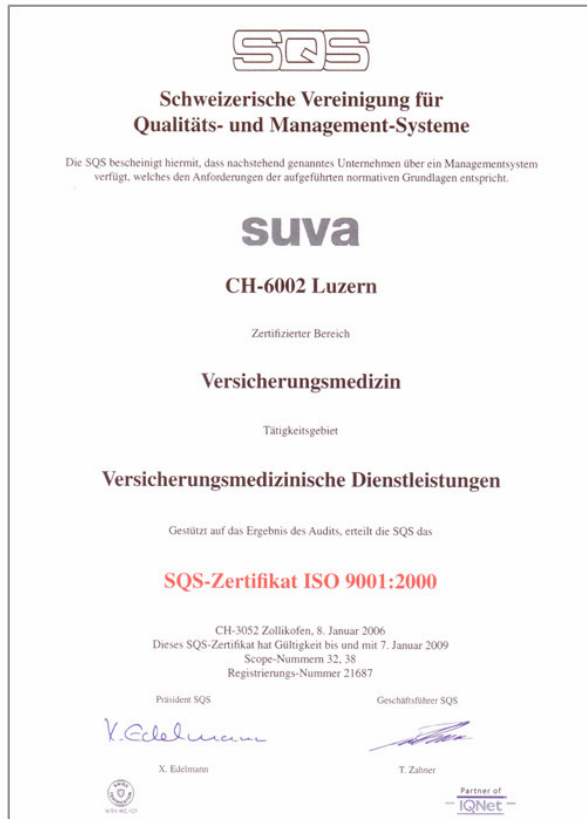 SQS
Schweizerische Vereinigung für
Qualitäts- und Management-Systeme
Die SQS bescheinigt hiermit, dass nachstehend genanntes Unternehmen über ein Managementsystem
verfügt, welches den Anforderungen der aufgeführten normativen Grundlagen entspricht.
suva
CH-6002 Luzern
Zertifizierter Bereich
Versicherungsmedizin
Tätigkeitsgebiet
Versicherungsmedizinische Dienstleistungen
Gestützt auf das Ergebnis des Audits, erteilt die SQS das
SQS-Zertifikat ISO 9001:2000
CH-3052 Zollikofen, 8. Januar 2006
Dieses SQS-Zertifikat hat Gültigkeit bis und mit 7. Januar 2009
Scope-Nummern 32, 38
Registrierungs-Nummer 21687
Präsident SQS
Geschäftsführer SQS
X. Edelmann
X. Edelmann
T. Zahner
Partner of
IQNet